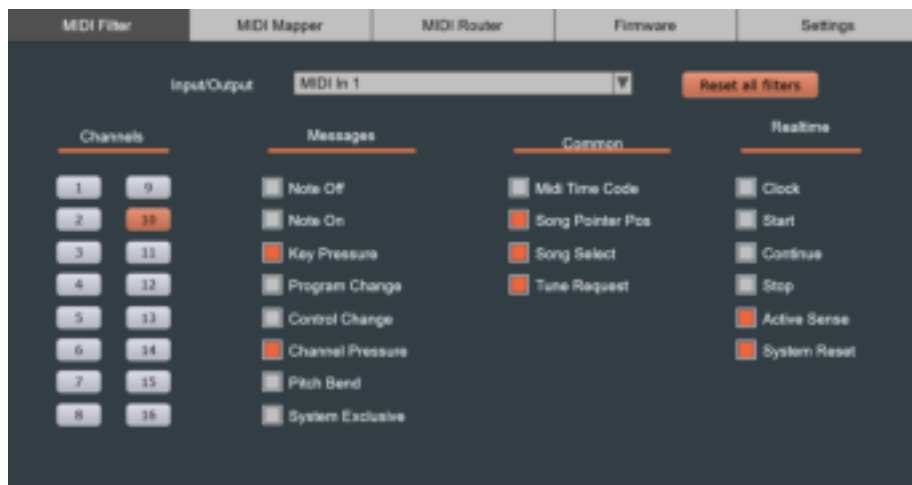 MIDI Filter MIDI Mapper MIDI Router Firmware Settings
Input/Output MIDI In 1 Reset all filters
Channels Messages Common Realtime
1 9 Note Off Midi Time Code Clock
2 10 Note On Song Pointer Pos Start
3 11 Key Pressure Song Select Continue
4 12 Program Change Tune Request Stop
5 13 Control Change Active Sense
6 14 Channel Pressure System Reset
7 15 Pitch Bend
8 16 System Exclusive